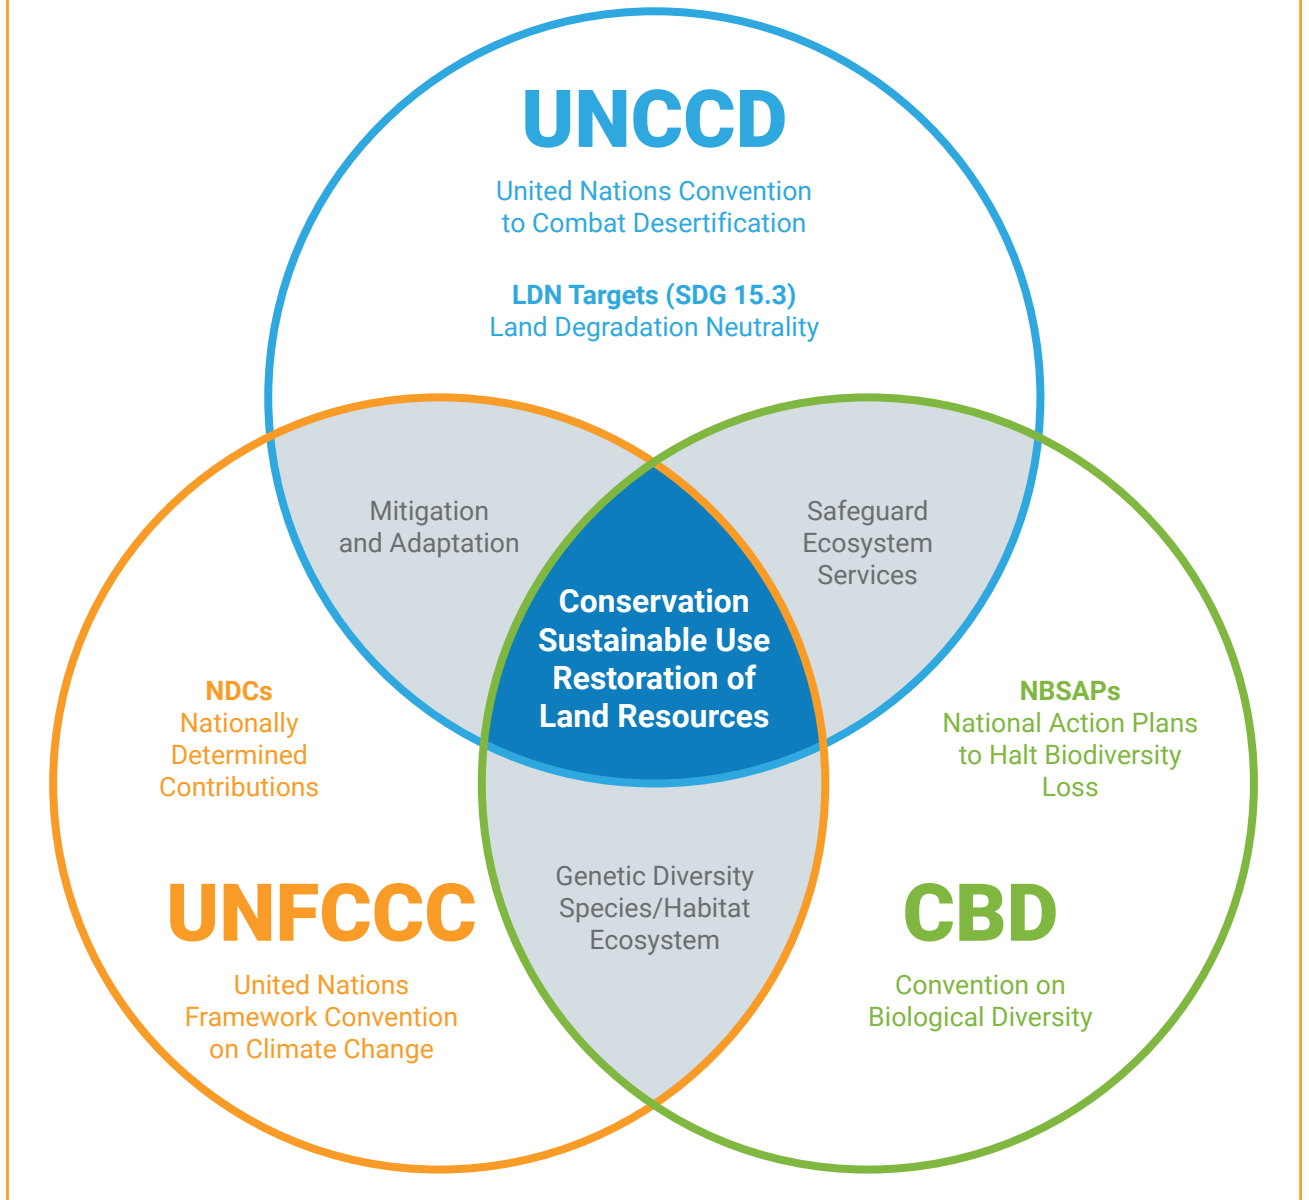 UNCCD
United Nations Convention
to Combat Desertification
LDN Targets (SDG 15.3)
Land Degradation Neutrality
Mitigation
and Adaptation
Safeguard
Ecosystem
Services
Conservation
Sustainable Use
Restoration of
Land Resources
NDCs
Nationally
Determined
Contributions
NBSAPs
National Action Plans
to Halt Biodiversity
Loss
Genetic Diversity
Species/Habitat
Ecosystem
UNFCCC
United Nations
Framework Convention
on Climate Change
CBD
Convention on
Biological Diversity